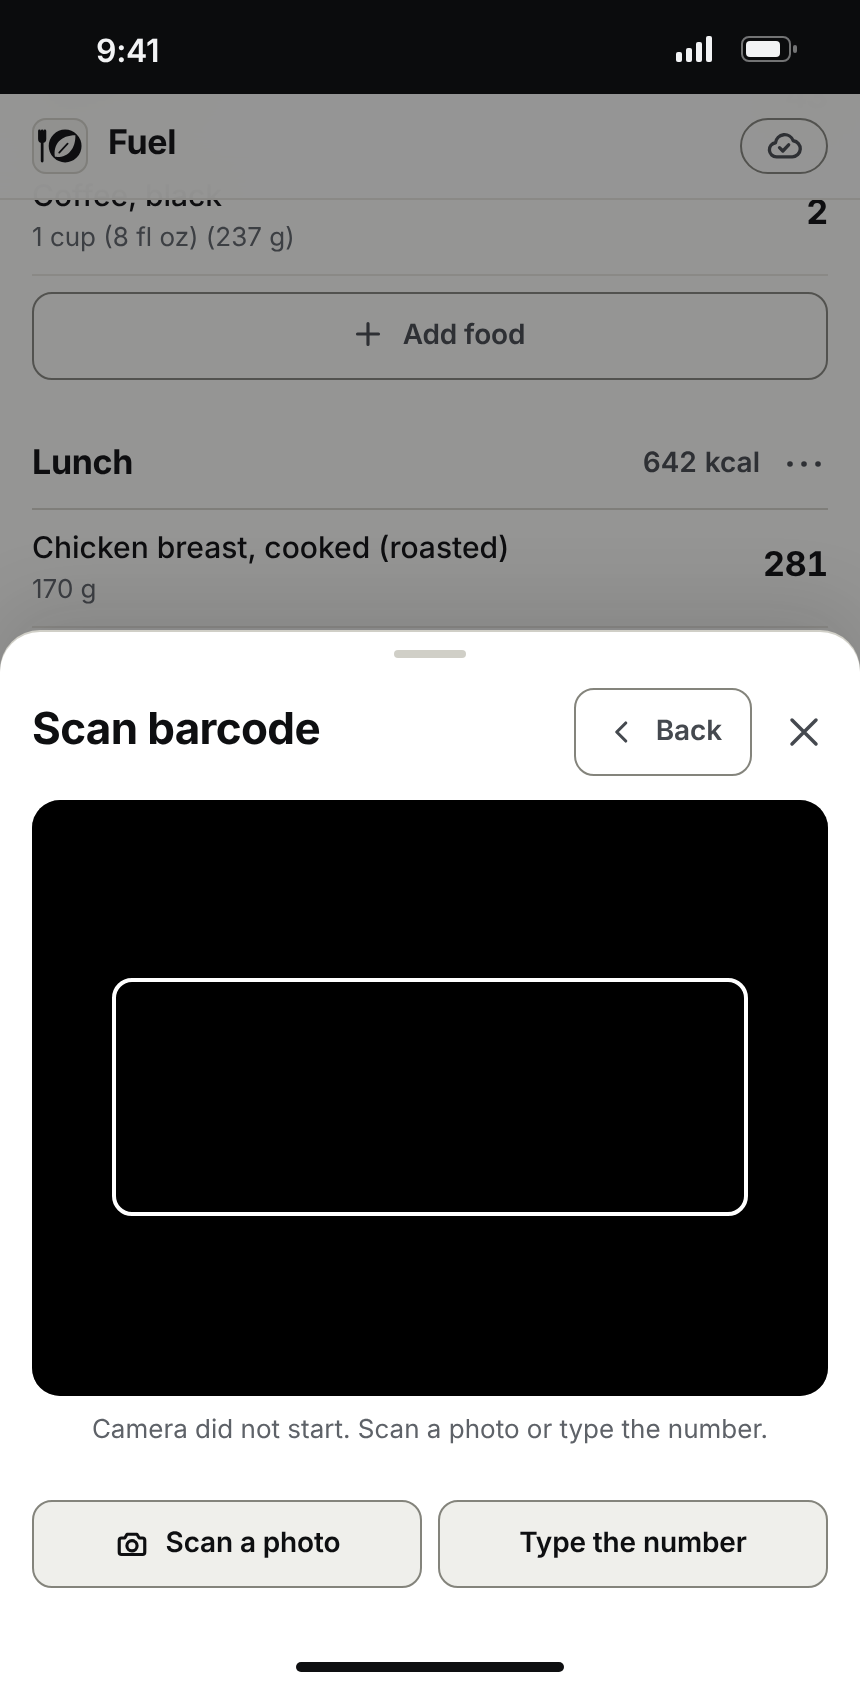 9:41
Fuel
Coffee, black
2
1 cup (8 fl oz) (237 g)
Add food
Lunch
642 kcal
Chicken breast, cooked (roasted)
281
170 g
Scan barcode
Back
Camera did not start. Scan a photo or type the number.
Scan a photo
Type the number